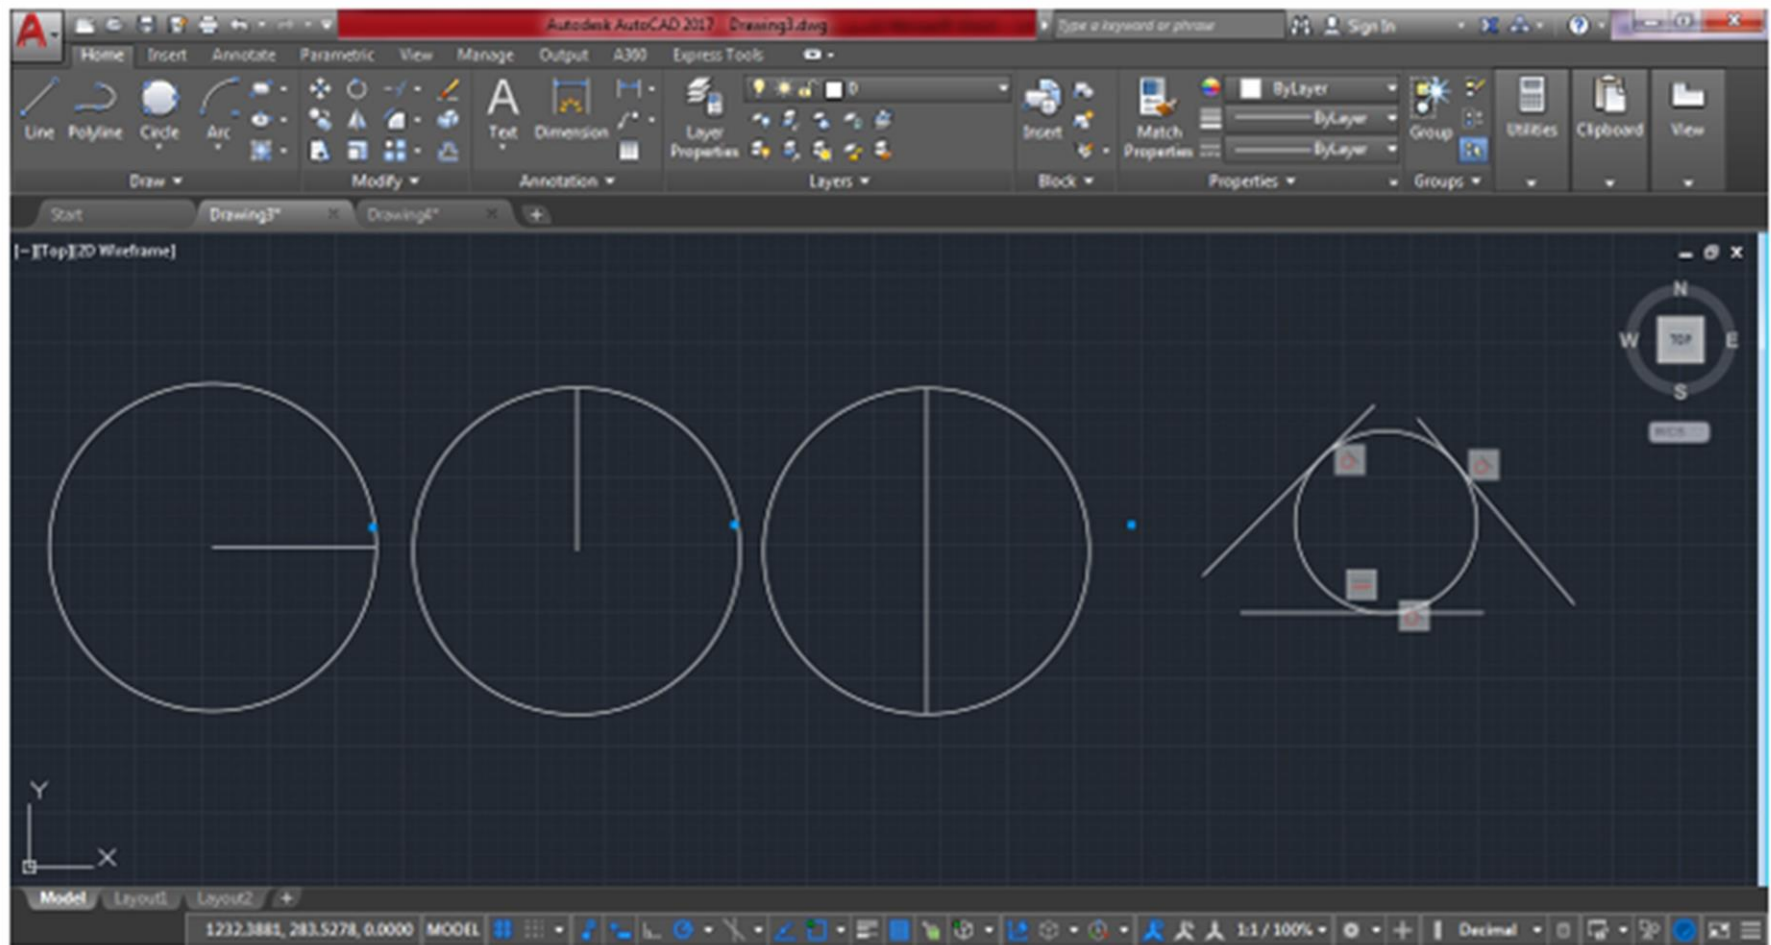 A Autodesk AutoCAD 2017 Drawing3.dwg Type a keyword or phrase Sign In
Home Insert Annotate Parametric View Manage Output A360 Express Tools
0 ByLayer
Line Polyline Circle Arc Text Dimension Layer Properties Insert Match Properties ByLayer Group Utilities Clipboard View
ByLayer
Draw Modify Annotation Layers Block Properties Groups
Start Drawing3* Drawing4*
[-][Top][2D Wireframe]
N
W TOP E
S
Y
X
Model Layout1 Layout2 +
1232.3881, 283.5278, 0.0000 MODEL 1:1 / 100% Decimal